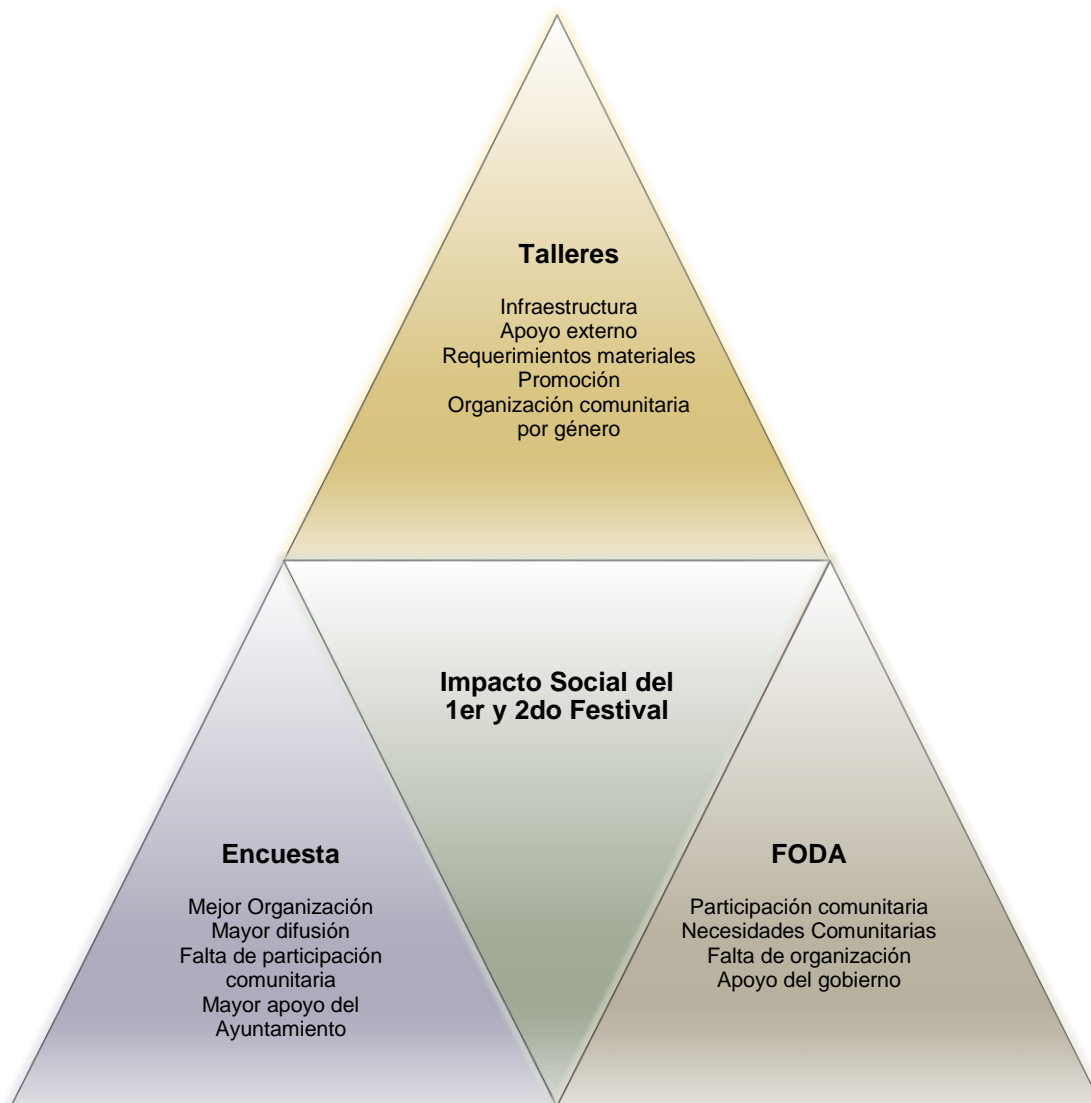 Talleres
Infraestructura
Apoyo externo
Requerimientos materiales
Promoción
Organización comunitaria
por género
Impacto Social del
1er y 2do Festival
Encuesta
Mejor Organización
Mayor difusión
Falta de participación
comunitaria
Mayor apoyo del
Ayuntamiento
FODA
Participación comunitaria
Necesidades Comunitarias
Falta de organización
Apoyo del gobierno